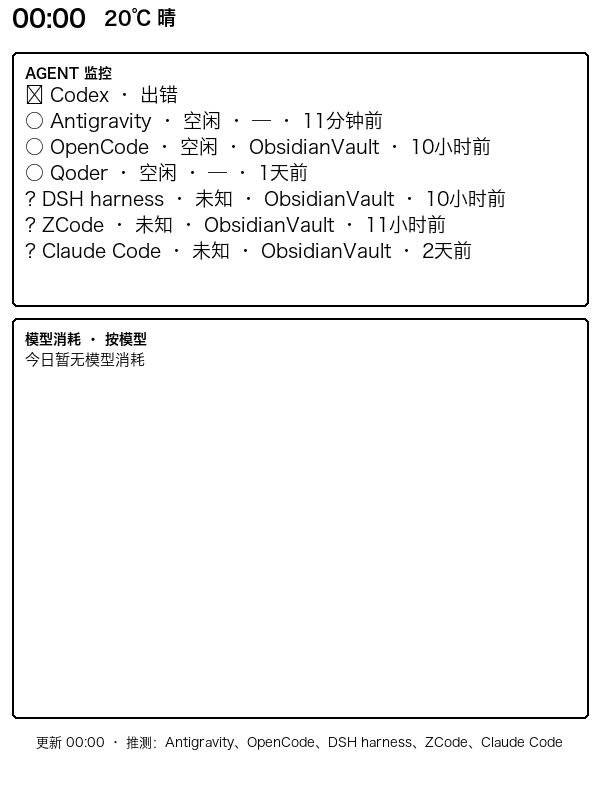 00:00 20℃ 晴
AGENT 监控
☒ Codex · 出错
○ Antigravity · 空闲 · — · 11分钟前
○ OpenCode · 空闲 · ObsidianVault · 10小时前
○ Qoder · 空闲 · — · 1天前
? DSH harness · 未知 · ObsidianVault · 10小时前
? ZCode · 未知 · ObsidianVault · 11小时前
? Claude Code · 未知 · ObsidianVault · 2天前
模型消耗 · 按模型
今日暂无模型消耗
更新 00:00 · 推测：Antigravity、OpenCode、DSH harness、ZCode、Claude Code